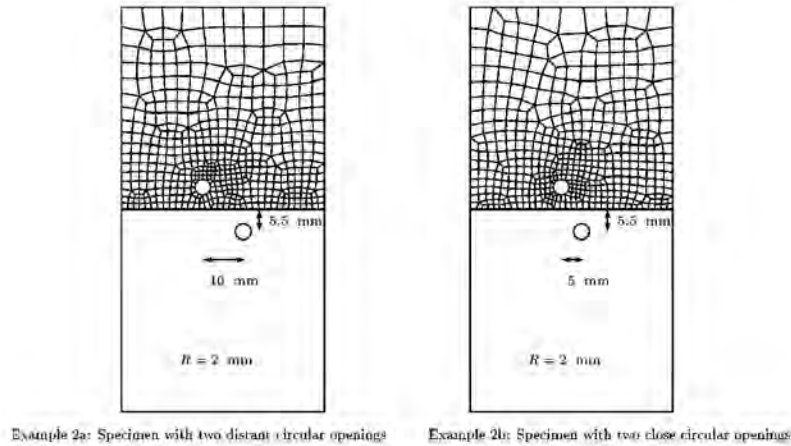 5.5 mm
10 mm
R = 2 mm
5.5 mm
5 mm
R = 2 mm
Example 2a: Specimen with two distant circular openings
Example 2b: Specimen with two close circular openings